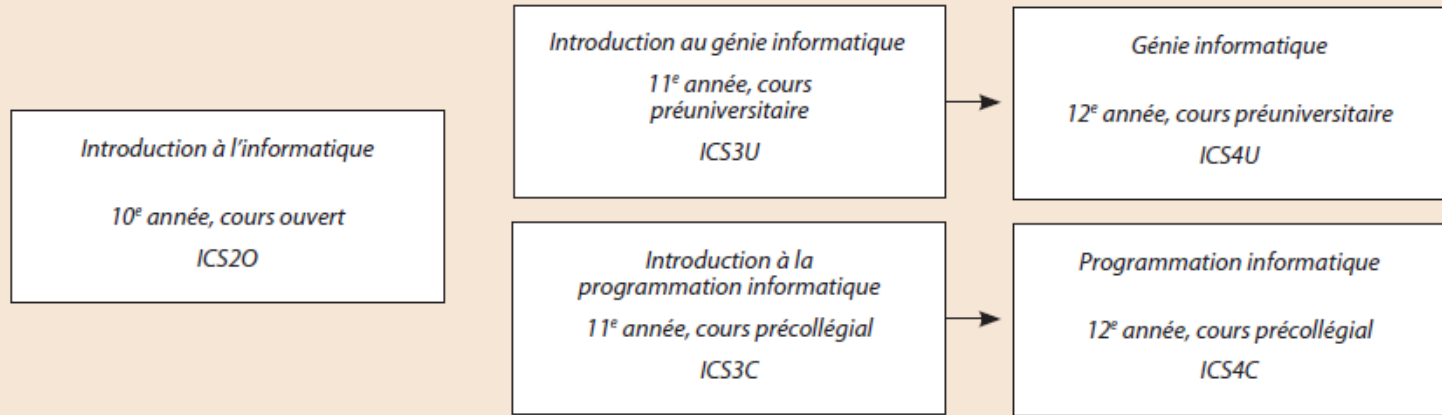 Introduction à l'informatique
10e année, cours ouvert
ICS2O
Introduction au génie informatique
11e année, cours
préuniversitaire
ICS3U
Génie informatique
12e année, cours préuniversitaire
ICS4U
Introduction à la
programmation informatique
11e année, cours précollégial
ICS3C
Programmation informatique
12e année, cours précollégial
ICS4C